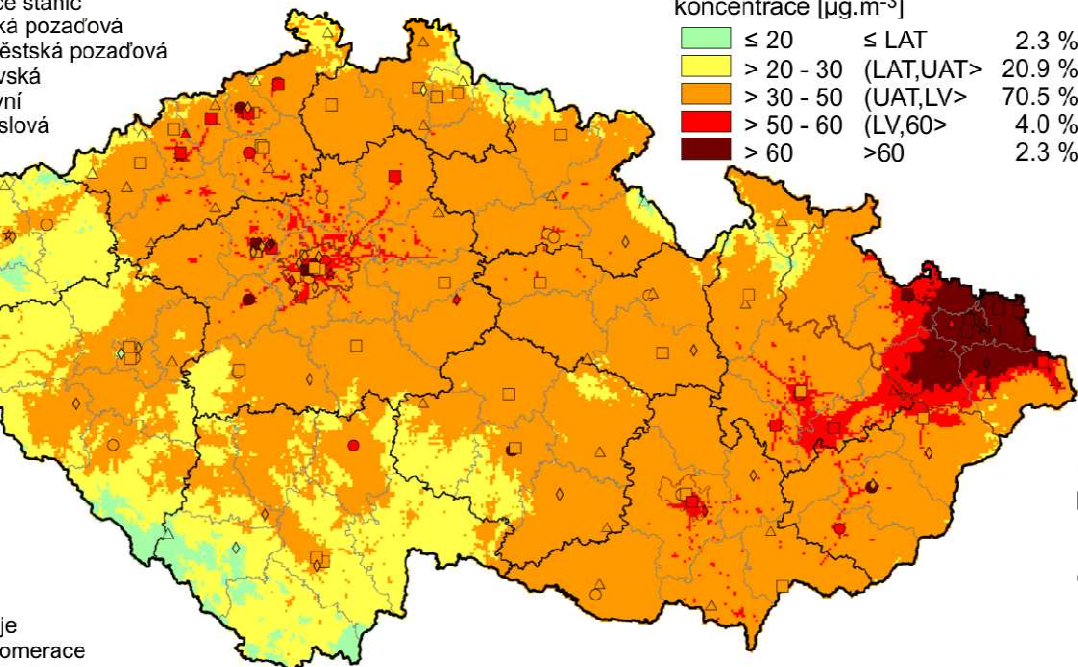 ce stanic
ká pozaďová
ěstská pozaďová
vská
vní
slová
koncentrace [µg.m⁻³]
≤ 20 ≤ LAT 2.3 %
> 20 - 30 (LAT,UAT> 20.9 %
> 30 - 50 (UAT,LV> 70.5 %
> 50 - 60 (LV,60> 4.0 %
> 60 >60 2.3 %
je
omerace